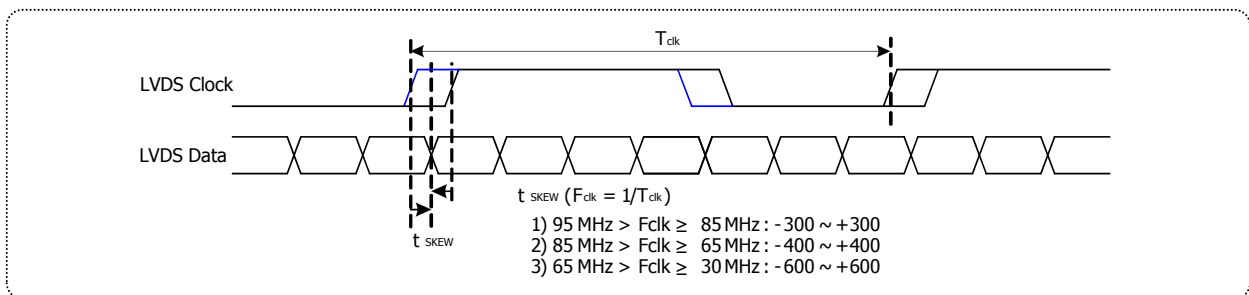 Tclk
LVDS Clock
LVDS Data
t SKEW (Fclk = 1/Tclk)
1) 95 MHz > Fclk ≥ 85 MHz : -300 ~ +300
t SKEW
2) 85 MHz > Fclk ≥ 65 MHz : -400 ~ +400
3) 65 MHz > Fclk ≥ 30 MHz : -600 ~ +600